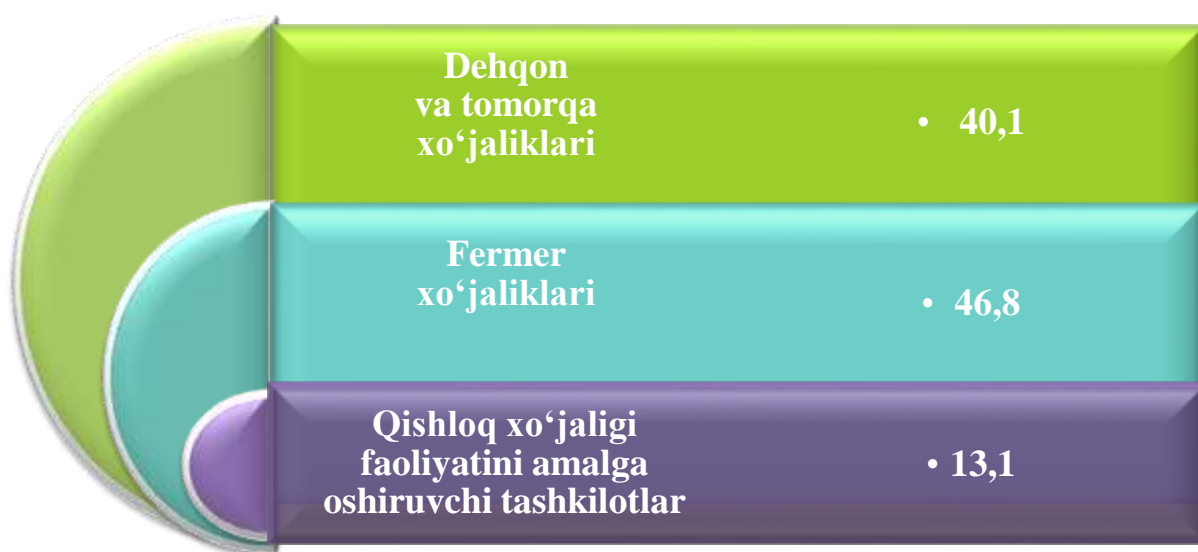 Dehqon
va tomorqa
xo‘jaliklari
• 40,1
Fermer
xo‘jaliklari
• 46,8
Qishloq xo‘jaligi
faoliyatini amalga
oshiruvchi tashkilotlar
• 13,1